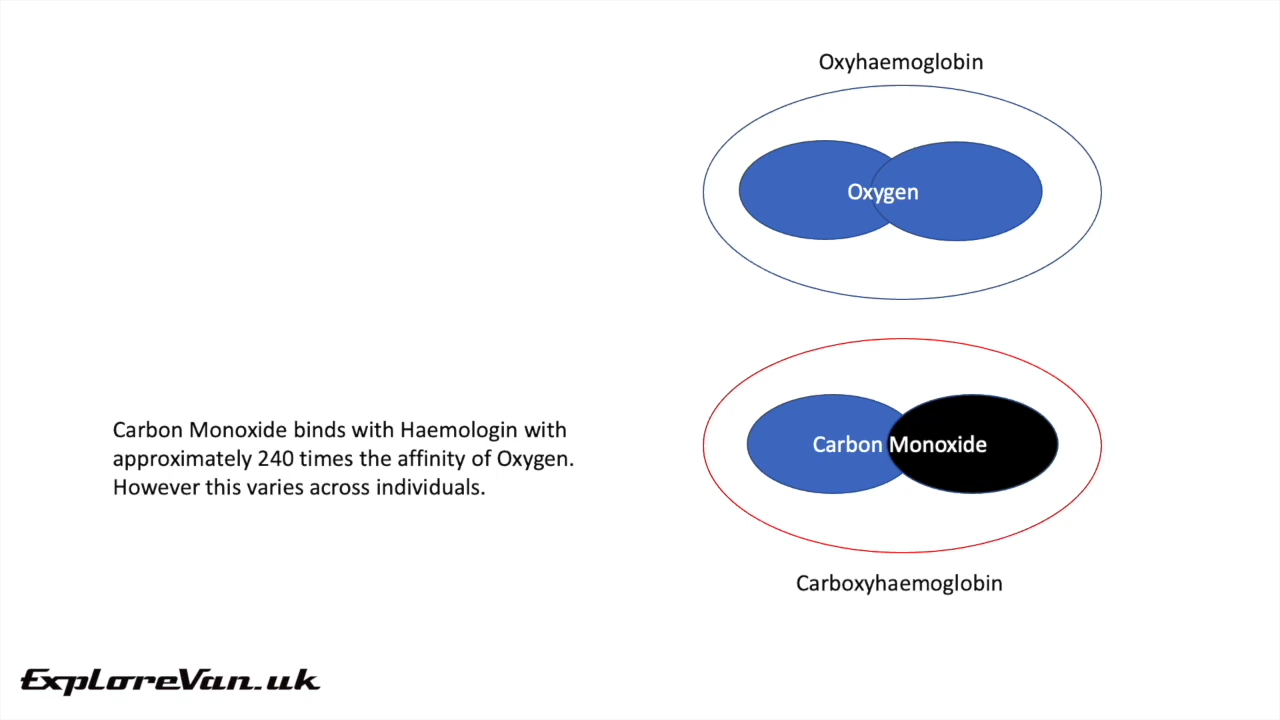 Oxyhaemoglobin
Oxygen
Carbon Monoxide binds with Haemologin with
approximately 240 times the affinity of Oxygen.
However this varies across individuals.
Carbon Monoxide
Carboxyhaemoglobin
ExploreVan.uk